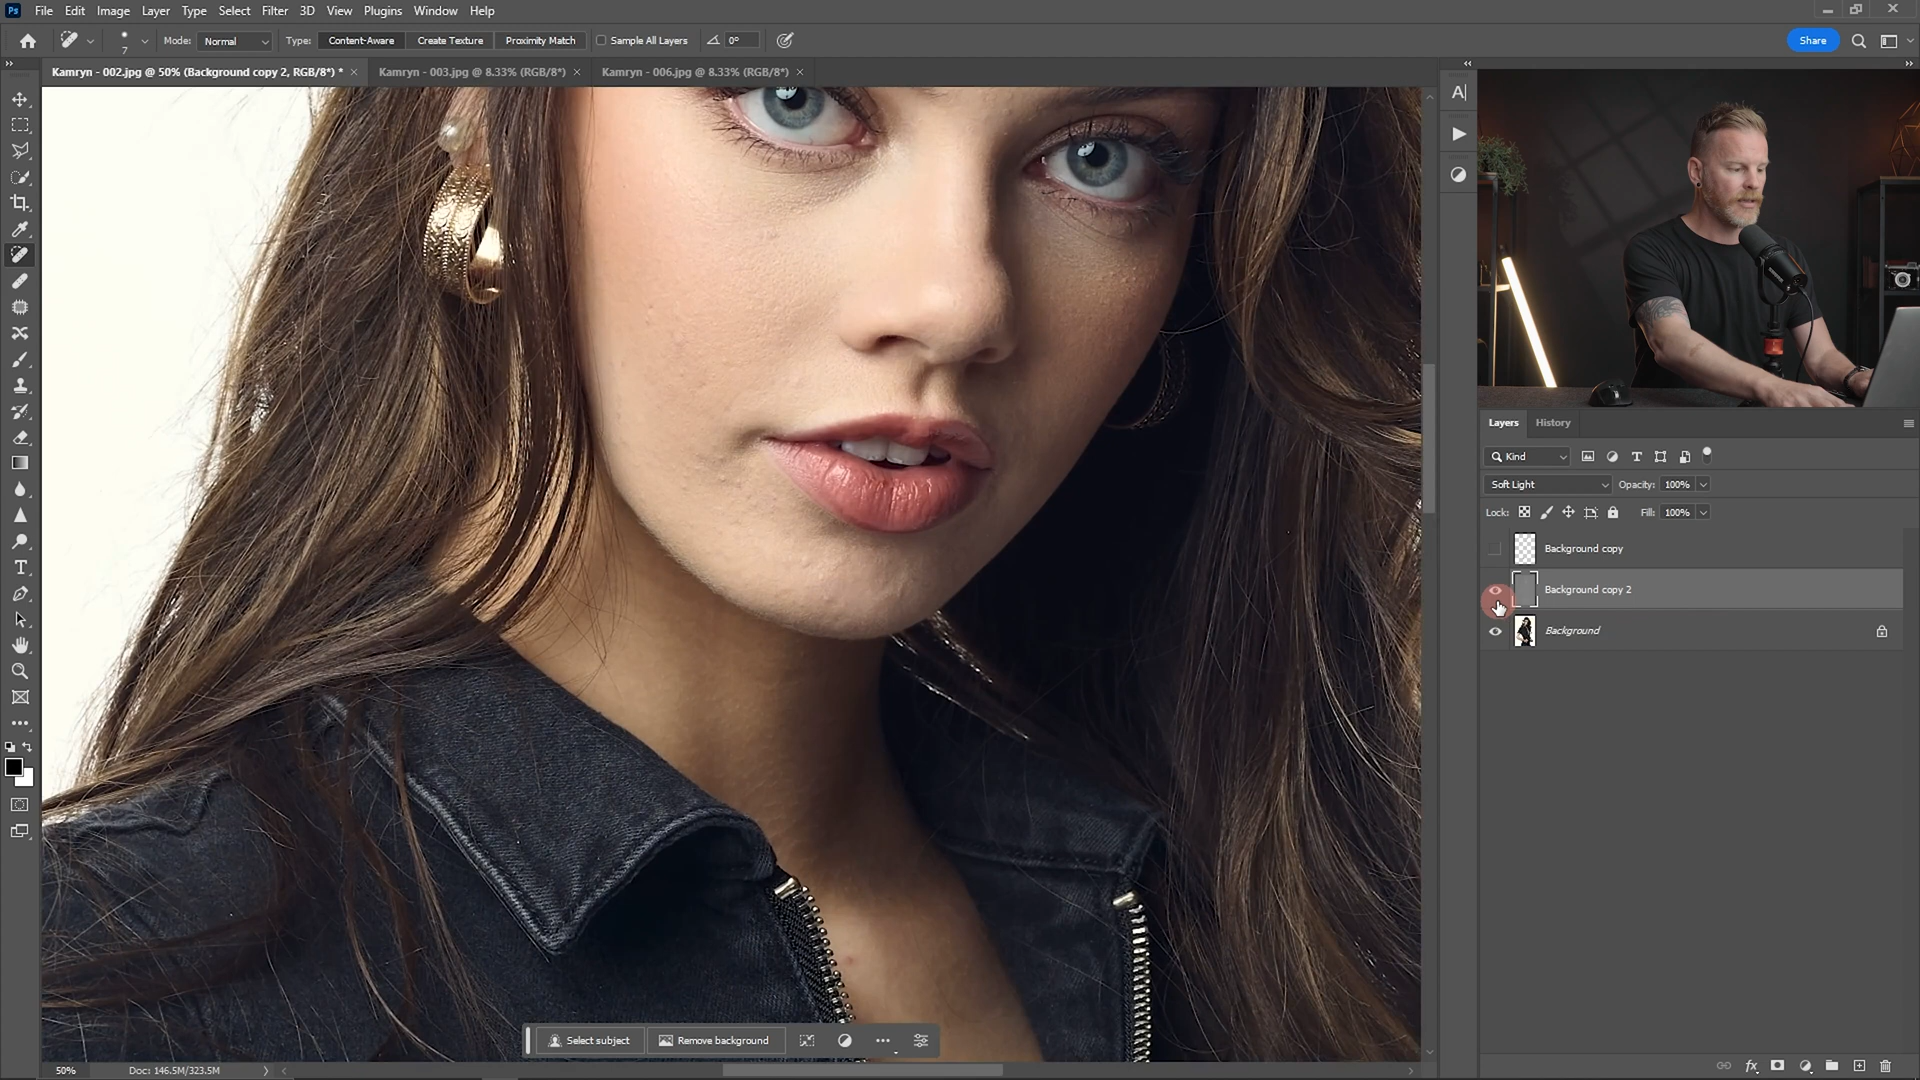 Ps File Edit Image Layer Type Select Filter 3D View Plugins Window Help
7 Mode: Normal Type: Content-Aware Create Texture Proximity Match Sample All Layers 0° Share
Kamryn - 002.jpg @ 50% (Background copy 2, RGB/8*) * Kamryn - 003.jpg @ 8.33% (RGB/8*) Kamryn - 006.jpg @ 8.33% (RGB/8*)
A
Layers History
Kind
Soft Light Opacity: 100%
Lock: Fill: 100%
Background copy
Background copy 2
Background
Select subject Remove background
50% Doc: 146.5M/323.5M
fx